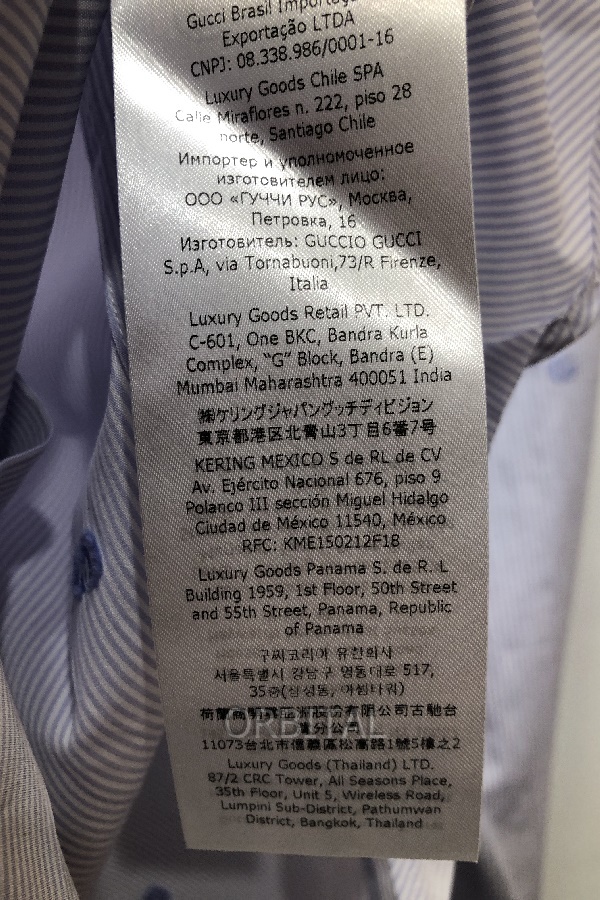 Gucci Brasil Importação
Exportação LTDA
CNPJ: 08.338.986/0001-16
Luxury Goods Chile SPA
Calle Miraflores n. 222, piso 28
norte, Santiago Chile
Импортер и уполномоченное
изготовителем лицо:
ООО «ГУЧЧИ РУС», Москва,
Петровка, 16
Изготовитель: GUCCIO GUCCI
S.p.A, via Tornabuoni,73/R Firenze,
Italia
Luxury Goods Retail PVT. LTD.
C-601, One BKC, Bandra Kurla
Complex, “G” Block, Bandra (E)
Mumbai Maharashtra 400051 India
㈱ケリングジャパングッチディビジョン
東京都港区北青山3丁目6番7号
KERING MEXICO S de RL de CV
Av. Ejército Nacional 676, piso 9
Polanco III sección Miguel Hidalgo
Ciudad de México 11540, México
RFC: KME150212F18
Luxury Goods Panama S. de R. L
Building 1959, 1st Floor, 50th Street
and 55th Street, Panama, Republic
of Panama
구찌코리아 유한회사
서울특별시 강남구 영동대로 517,
35층(삼성동, 아셈타워)
ORBITAL
有限公司古馳台
灣分公司
11073台北市信義區松高路1號5樓之2
Luxury Goods (Thailand) LTD.
87/2 CRC Tower, All Seasons Place,
35th Floor, Unit 5, Wireless Road,
Lumpini Sub-District, Pathumwan
District, Bangkok, Thailand